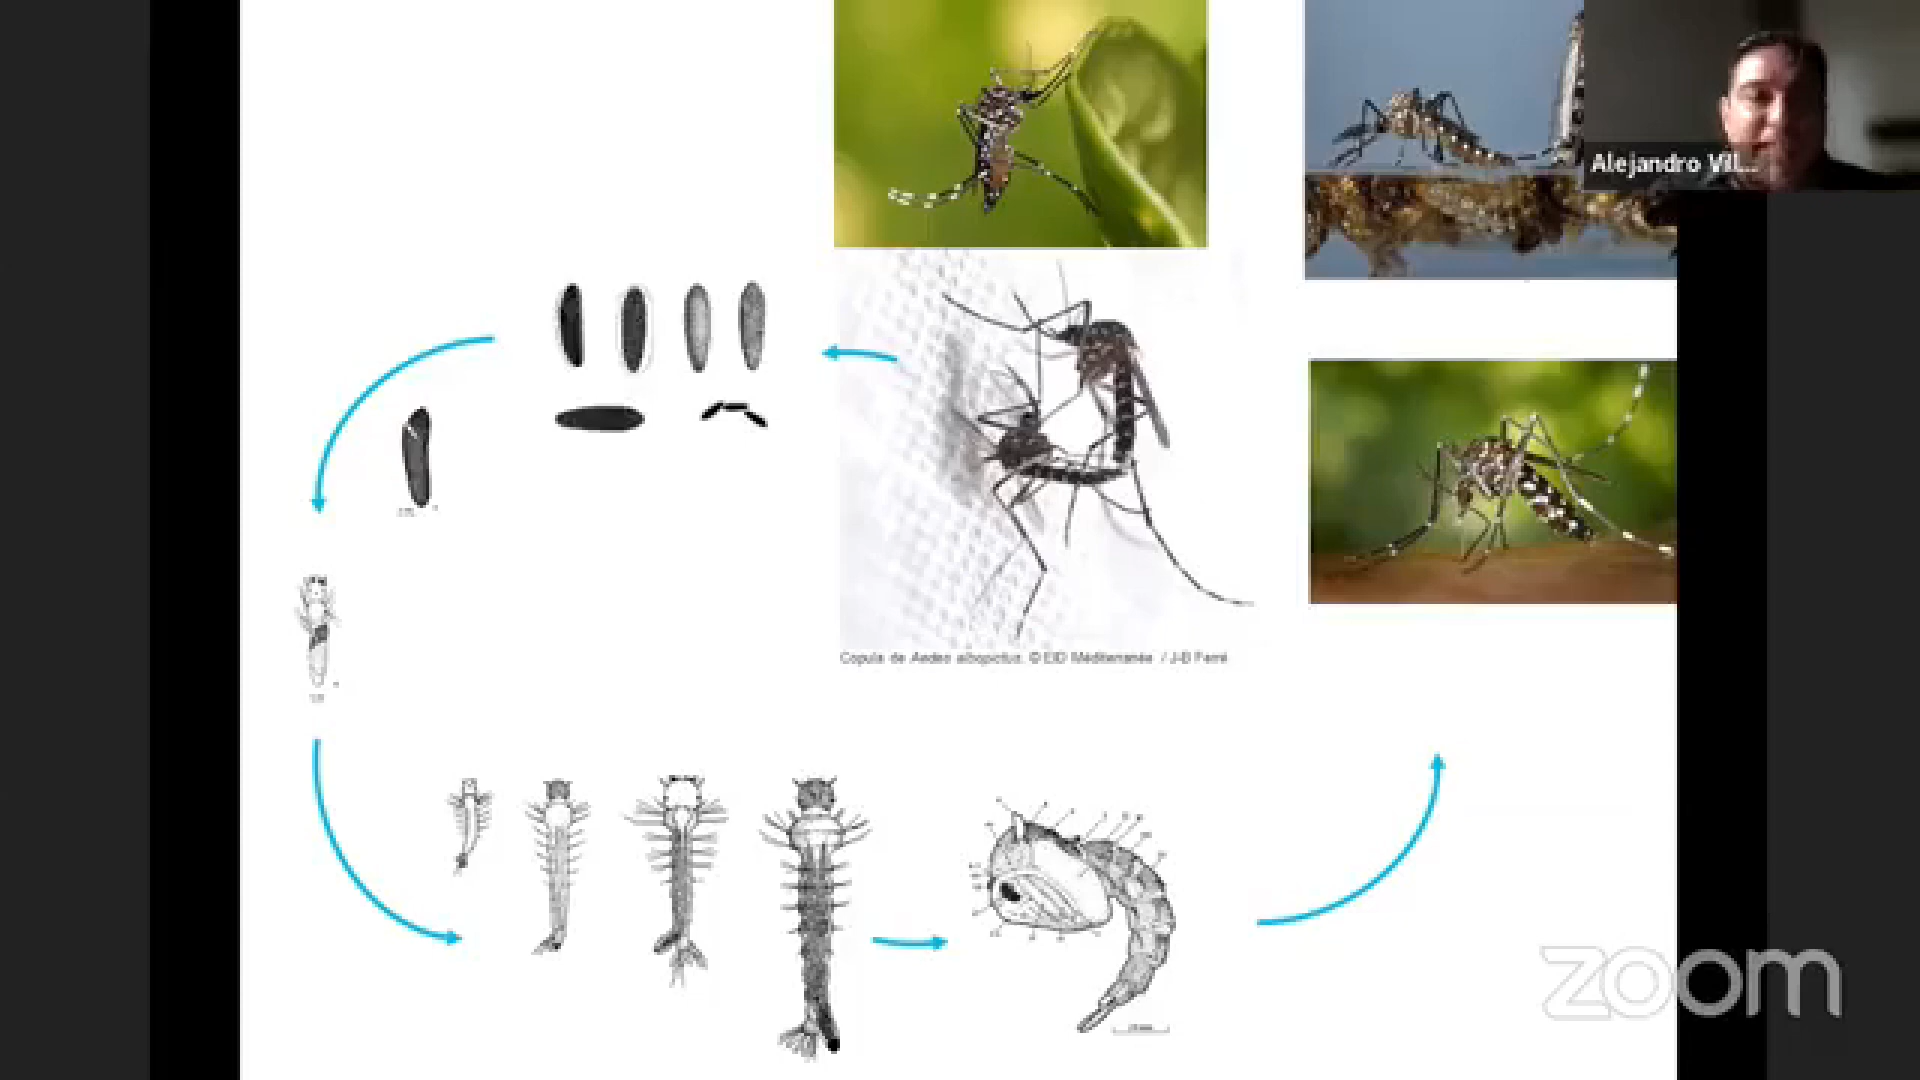 Alejandro Vil...
Copula de Aedes albopictus. © EID Méditerranée / J-B Ferré
zoom